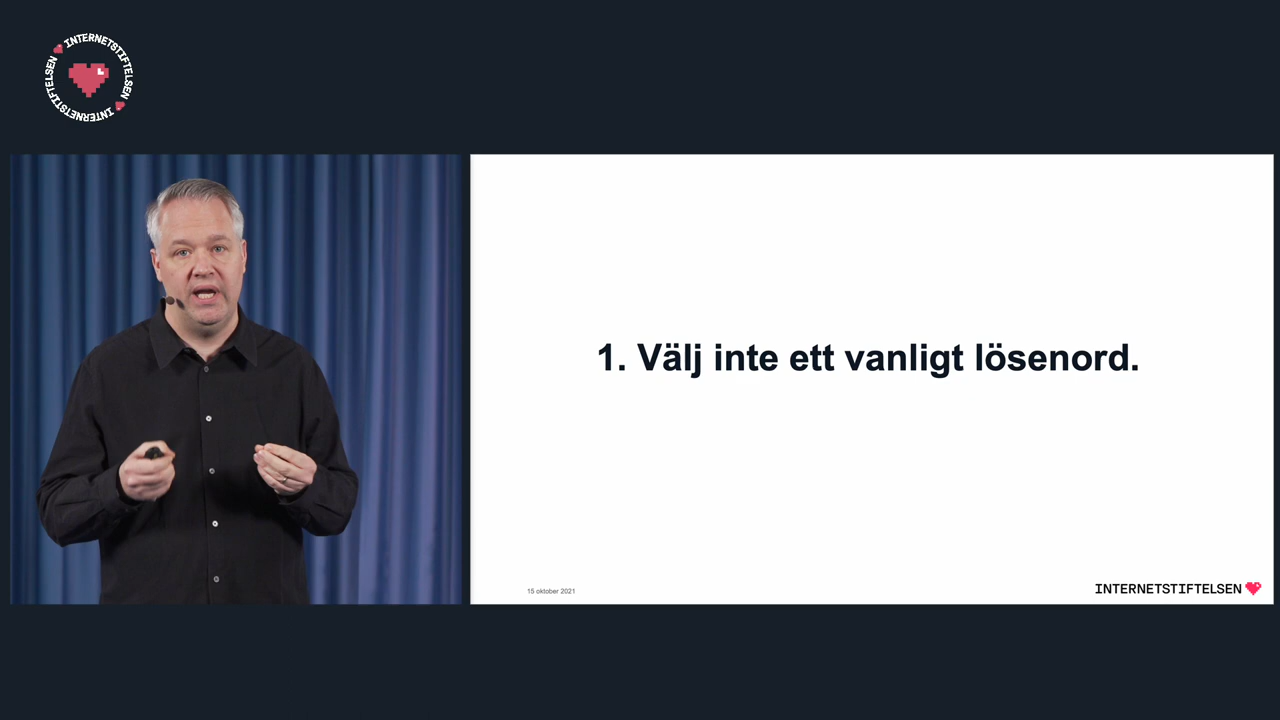 INTERNETSTIFTELSEN
INTERNETSTIFTELSEN
1. Välj inte ett vanligt lösenord.
15 oktober 2021
INTERNETSTIFTELSEN